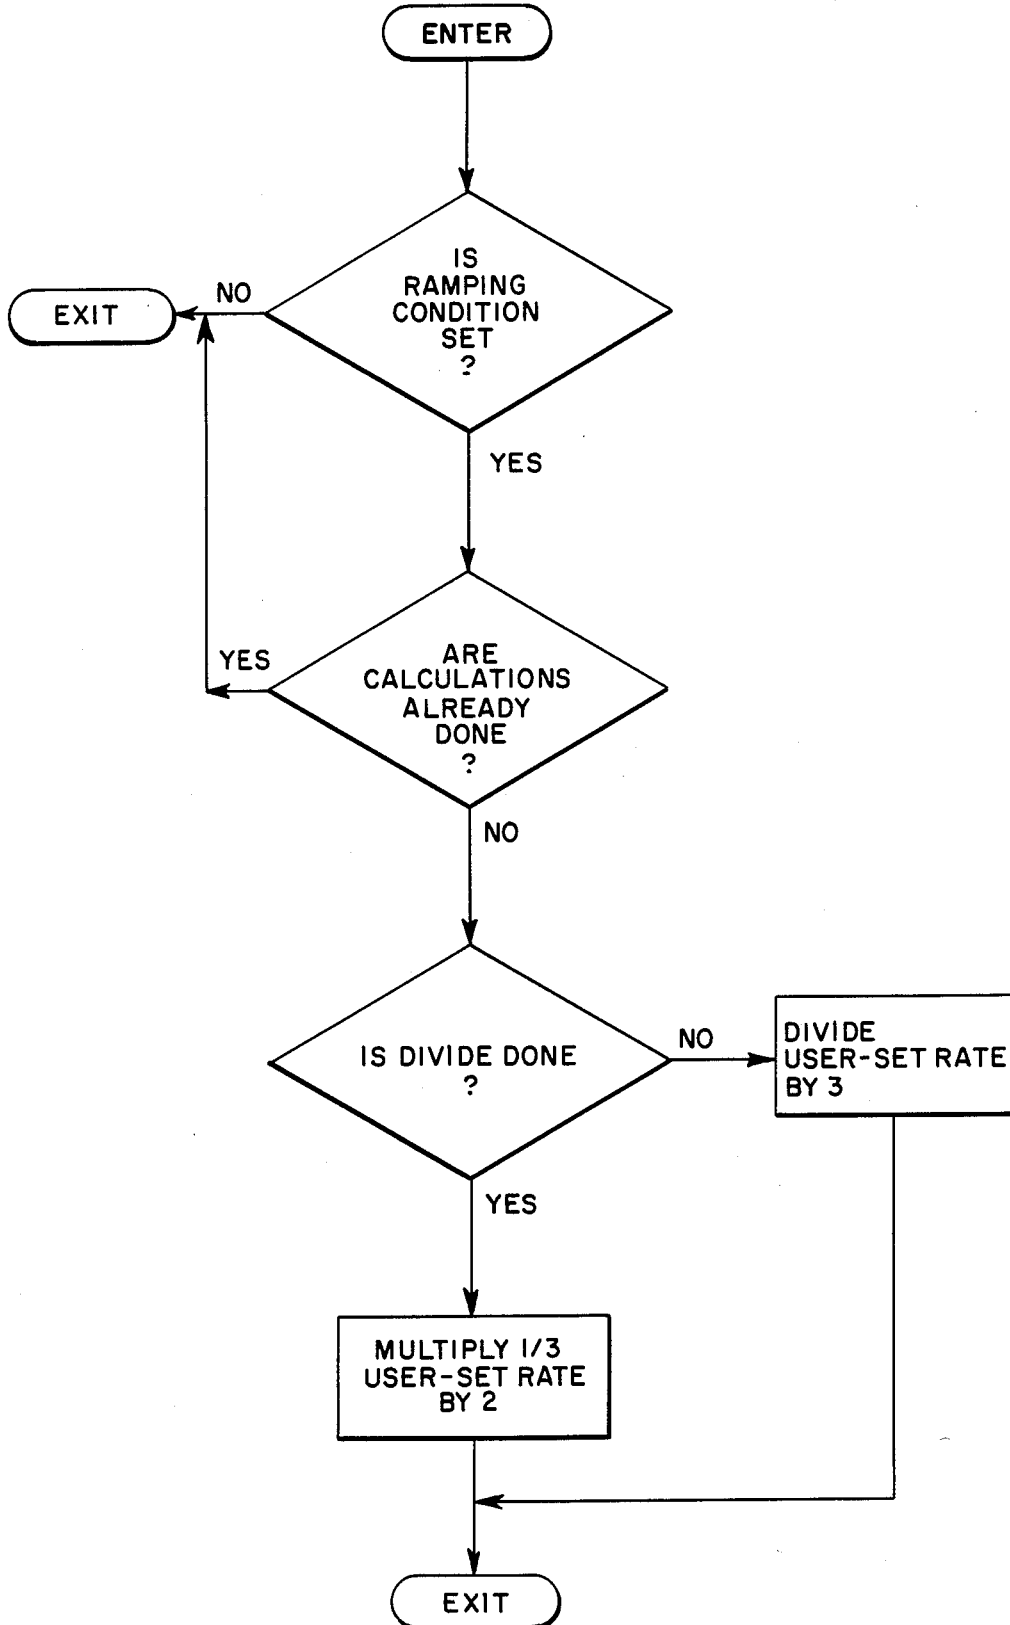 ENTER
IS
RAMPING
CONDITION
SET
?
NO
EXIT
YES
ARE
CALCULATIONS
ALREADY
DONE
?
YES
NO
IS DIVIDE DONE
?
NO
DIVIDE
USER-SET RATE
BY 3
YES
MULTIPLY 1/3
USER-SET RATE
BY 2
EXIT